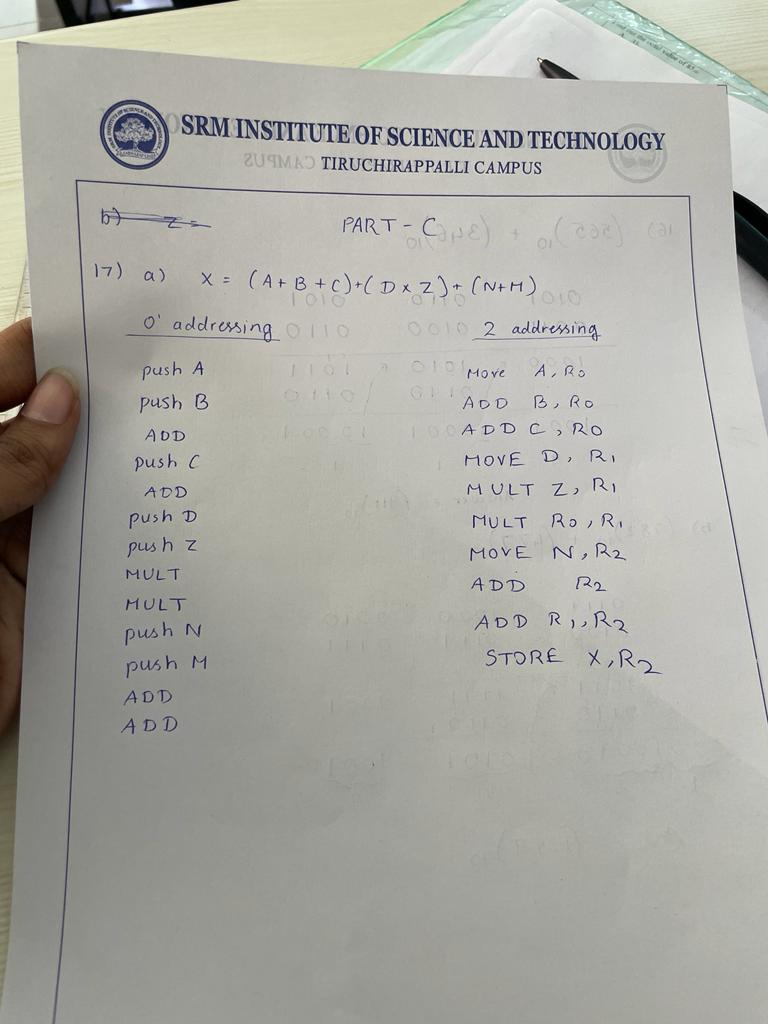 SRM INSTITUTE OF SCIENCE AND TECHNOLOGY
TIRUCHIRAPPALLI CAMPUS
b) Z =
PART - C
17) a) X = (A + B + C) + (D x Z) + (N+M)
0' addressing 2 addressing
push A Move A, R0
push B ADD B, R0
ADD ADD C, R0
push C MOVE D, R1
ADD MULT Z, R1
push D MULT R0, R1
push Z MOVE N, R2
MULT ADD R2
MULT ADD R1, R2
push N STORE X, R2
push M
ADD
ADD